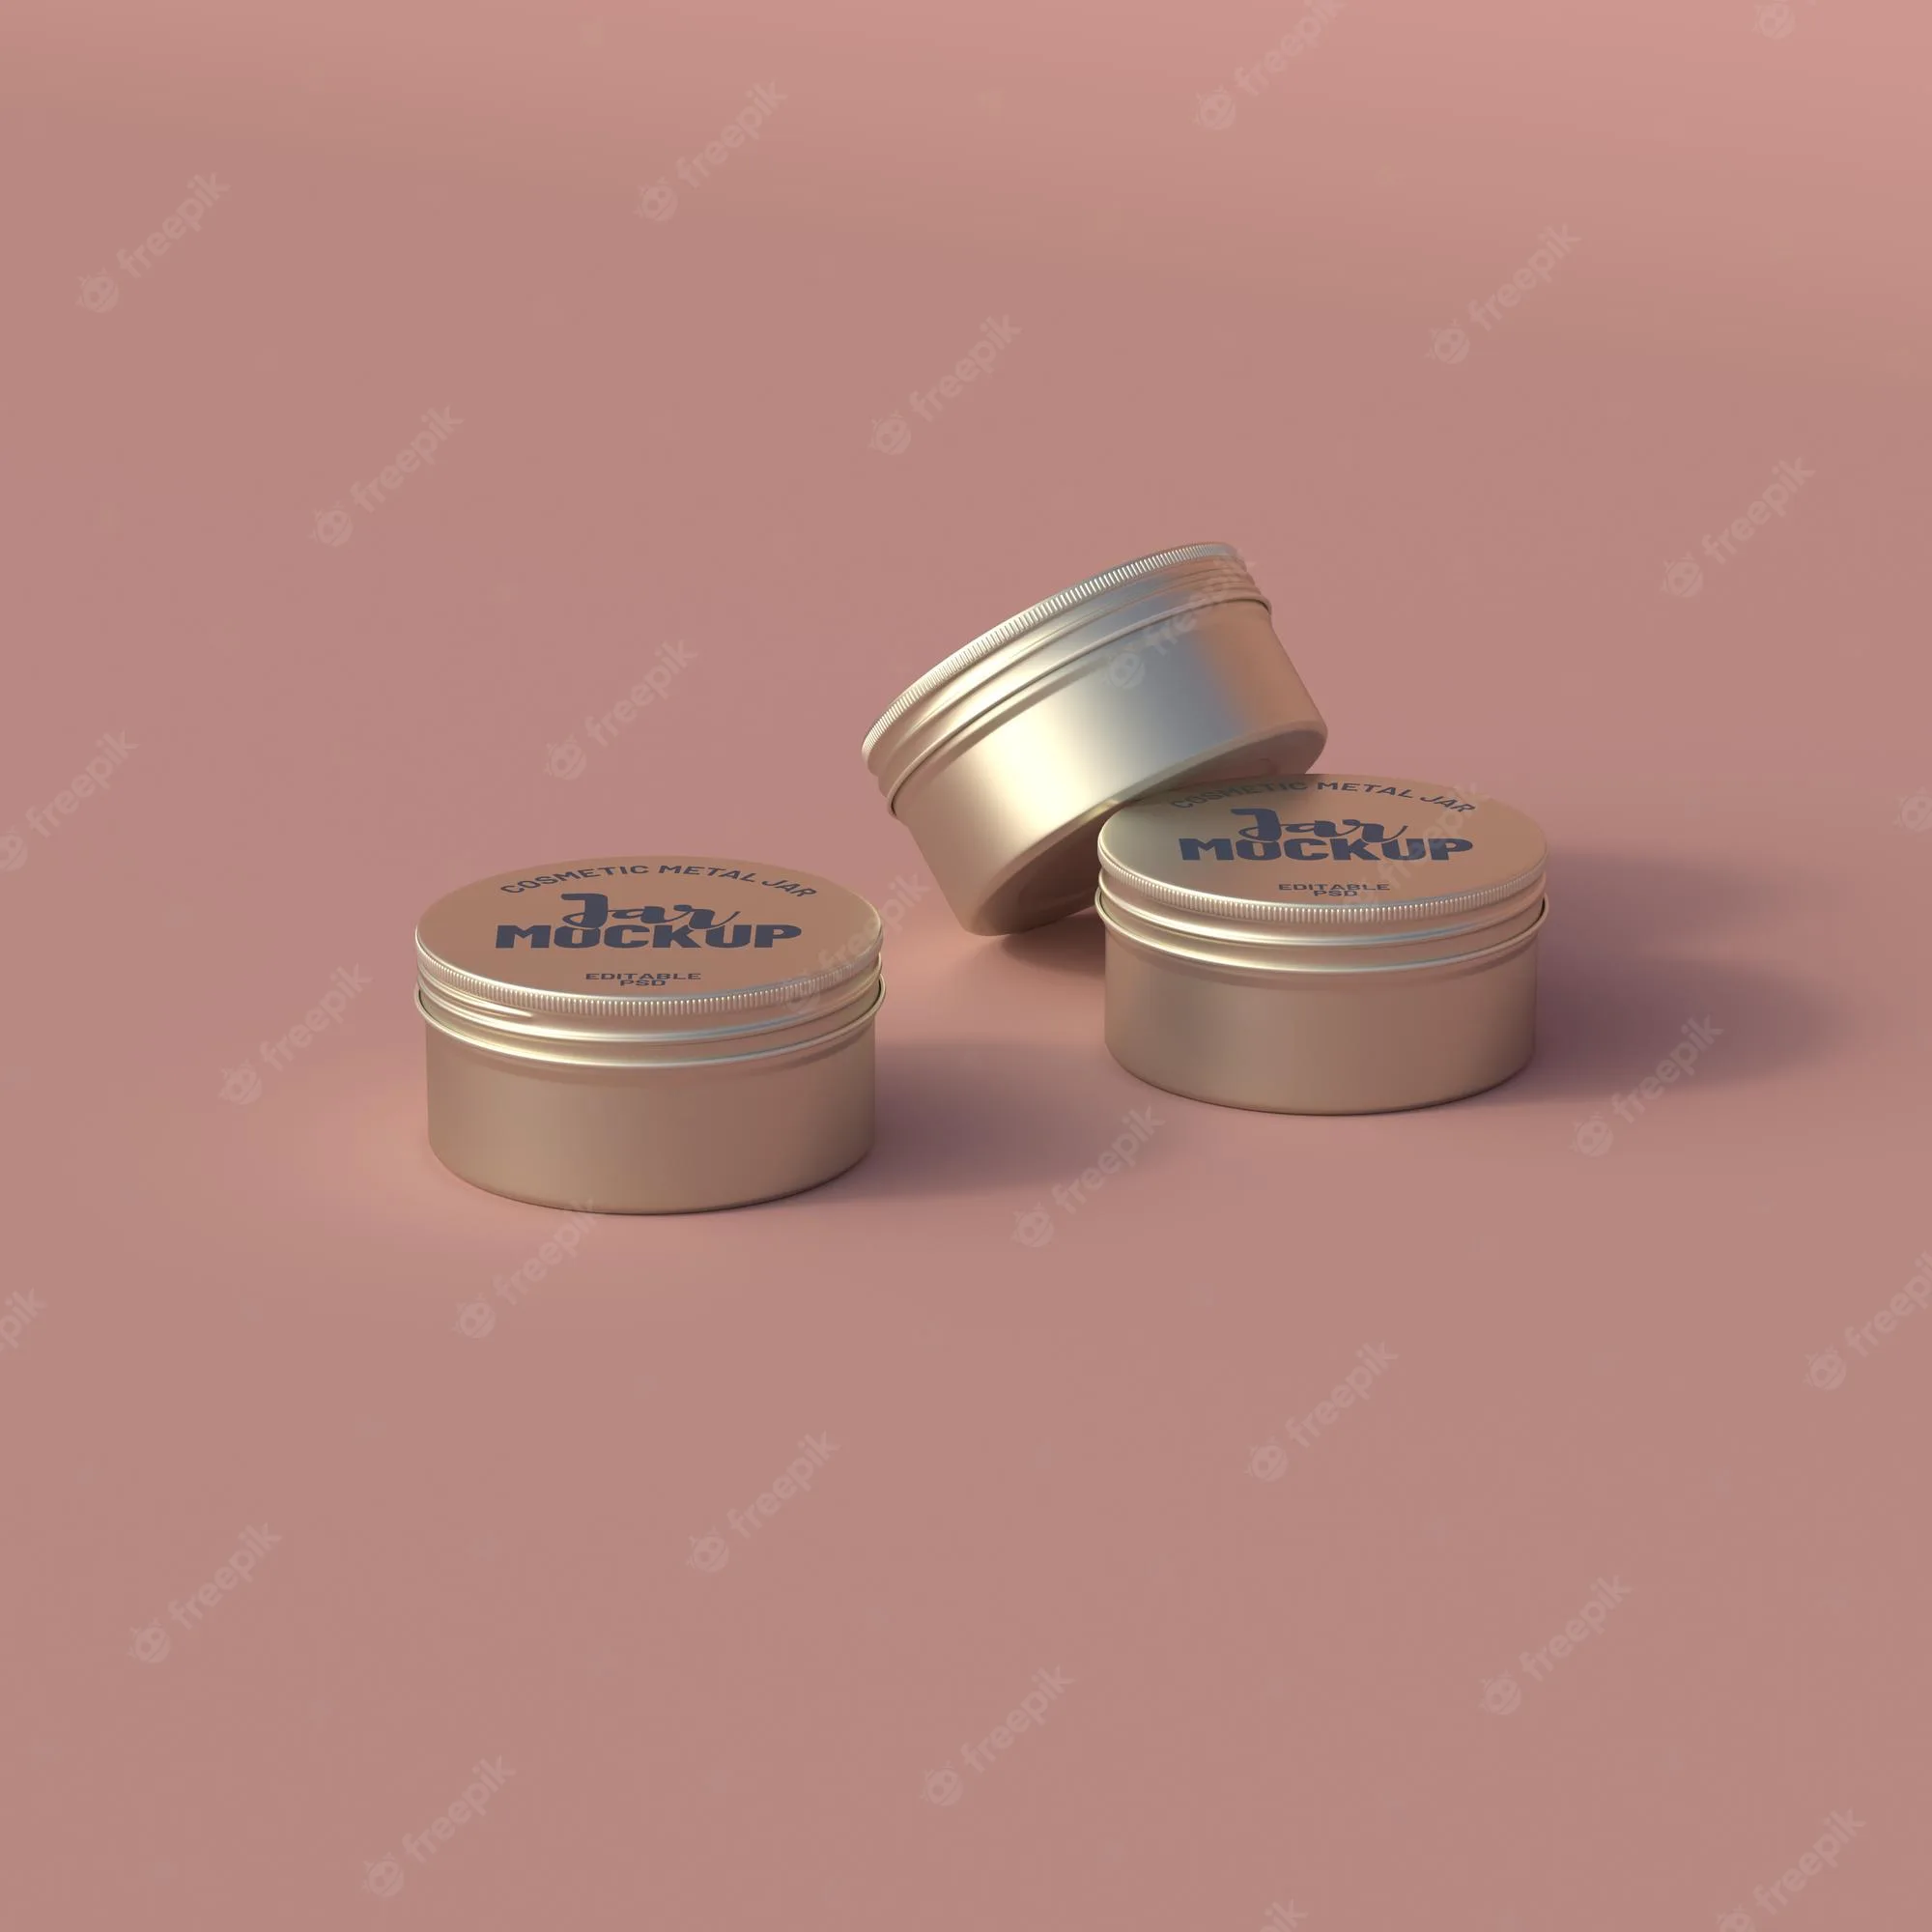 COSMETIC METAL JAR
Jar
MOCKUP
EDITABLE
PSD
COSMETIC METAL JAR
Jar
MOCKUP
EDITABLE
PSD
freepik